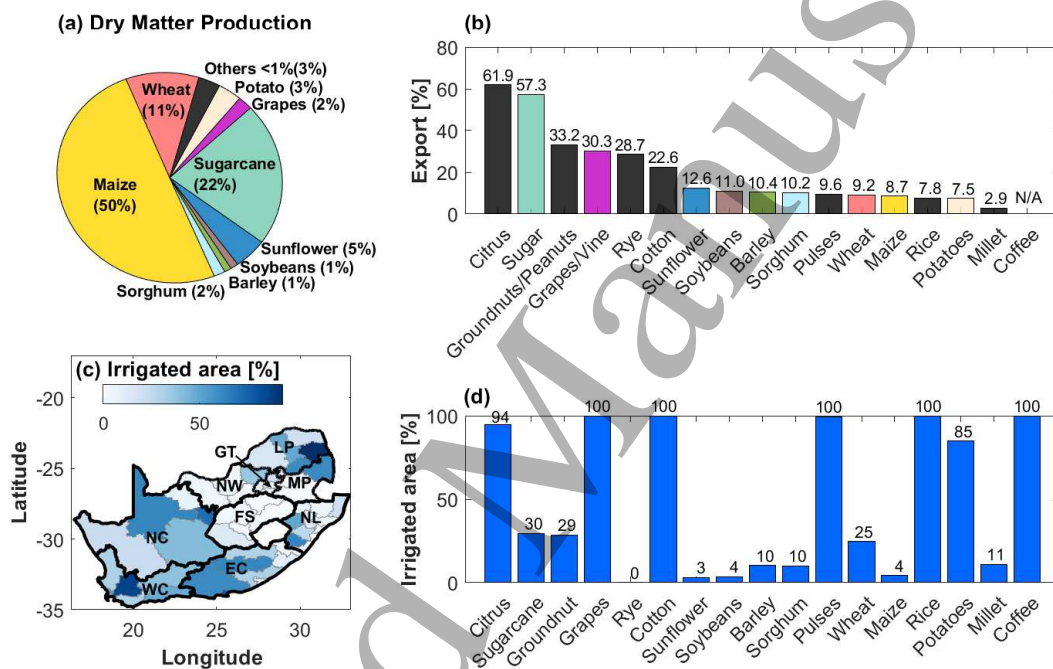 (a) Dry Matter Production
Others <1%(3%)
Potato (3%)
Grapes (2%)
Wheat
(11%)
Sugarcane
(22%)
Maize
(50%)
Sunflower (5%)
Soybeans (1%)
Barley (1%)
Sorghum (2%)
(b)
Export [%]
80
60
40
20
0
61.9
57.3
33.2
30.3
28.7
22.6
12.6
11.0
10.4
10.2
9.6
9.2
8.7
7.8
7.5
2.9
N/A
Citrus
Sugar
Groundnuts/Peanuts
Grapes/Vine
Rye
Cotton
Sunflower
Soybeans
Barley
Sorghum
Pulses
Wheat
Maize
Rice
Potatoes
Millet
Coffee
(c) Irrigated area [%]
0 50
Latitude
-20
-25
-30
-35
LP
GT
NW
MP
FS
NL
NC
EC
WC
20 25 30
Longitude
(d)
Irrigated area [%]
100
50
0
94
30
29
100
0
100
3
4
10
10
100
25
4
100
85
11
100
Citrus
Sugarcane
Groundnut
Grapes
Rye
Cotton
Sunflower
Soybeans
Barley
Sorghum
Pulses
Wheat
Maize
Rice
Potatoes
Millet
Coffee
d Manus